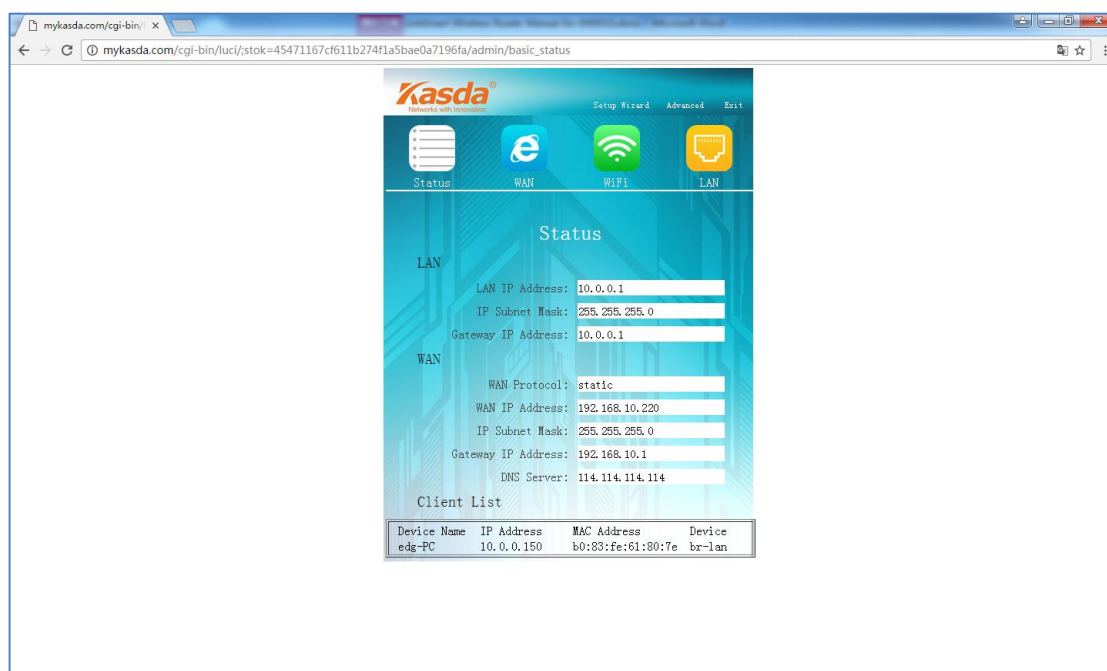 mykasda.com/cgi-bin/l
mykasda.com/cgi-bin/luci/;stok=45471167cf611b274f1a5bae0a7196fa/admin/basic_status
Kasda®
Networks with Innovation
Setup Wizard Advanced Exit
Status WAN WiFi LAN
Status
LAN
LAN IP Address: 10.0.0.1
IP Subnet Mask: 255.255.255.0
Gateway IP Address: 10.0.0.1
WAN
WAN Protocol: static
WAN IP Address: 192.168.10.220
IP Subnet Mask: 255.255.255.0
Gateway IP Address: 192.168.10.1
DNS Server: 114.114.114.114
Client List
Device Name IP Address MAC Address Device
edg-PC 10.0.0.150 b0:83:fe:61:80:7e br-lan